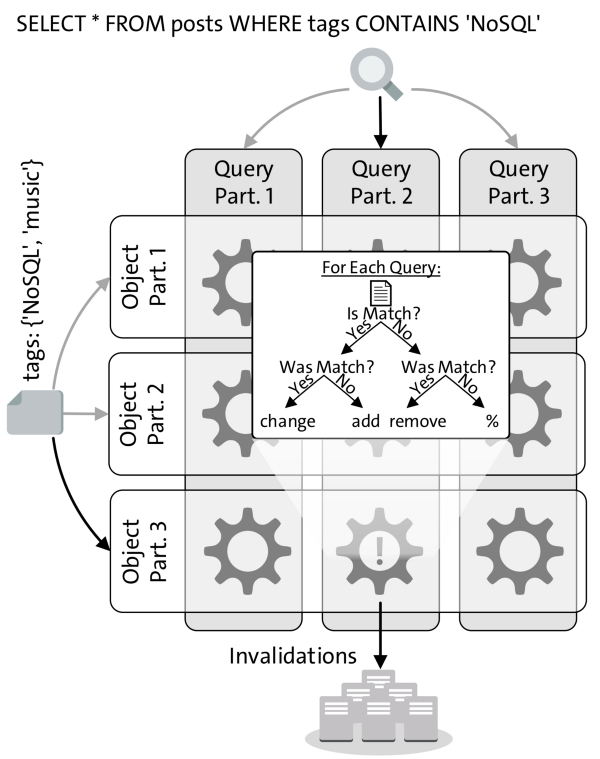 SELECT * FROM posts WHERE tags CONTAINS 'NoSQL'
tags: {'NoSQL', 'music'}
Query
Part. 1
Query
Part. 2
Query
Part. 3
Object
Part. 1
Object
Part. 2
Object
Part. 3
For Each Query:
Is Match?
Yes
No
Was Match?
Was Match?
Yes
No
Yes
No
change
add
remove
%
!
Invalidations